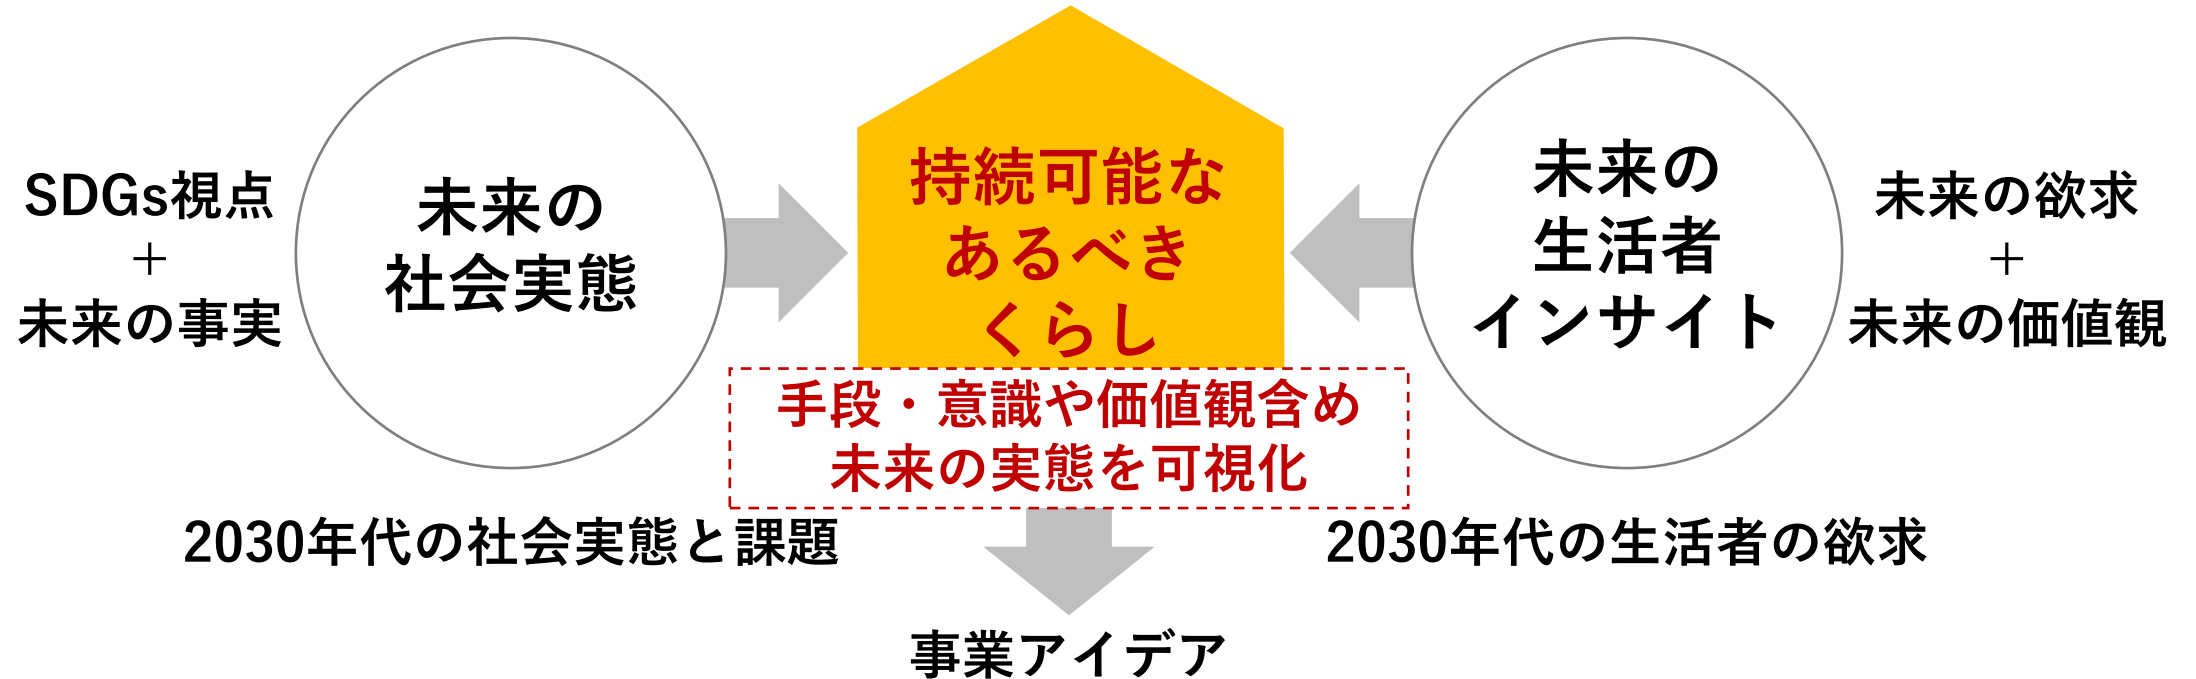 SDGs視点
＋
未来の事実
未来の
社会実態
2030年代の社会実態と課題
持続可能な
あるべき
くらし
手段・意識や価値観含め
未来の実態を可視化
事業アイデア
未来の
生活者
インサイト
2030年代の生活者の欲求
未来の欲求
＋
未来の価値観